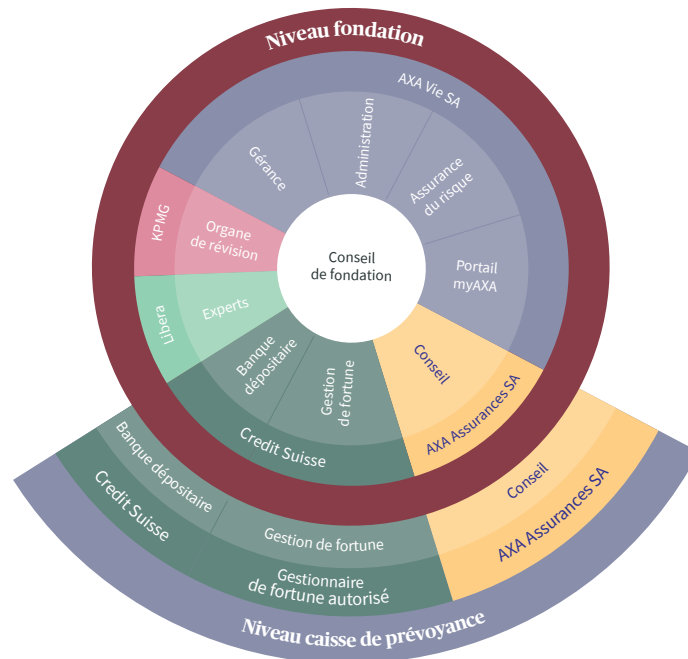 Niveau fondation
AXA Vie SA
Gérance
Administration
Assurance
du risque
Portail
myAXA
KPMG
Organe
de révision
Conseil
de fondation
Libera
Experts
Banque
dépositaire
Gestion
de fortune
Credit Suisse
Conseil
AXA Assurances SA
Banque dépositaire
Credit Suisse
Gestion de fortune
Gestionnaire
de fortune autorisé
Conseil
AXA Assurances SA
Niveau caisse de prévoyance